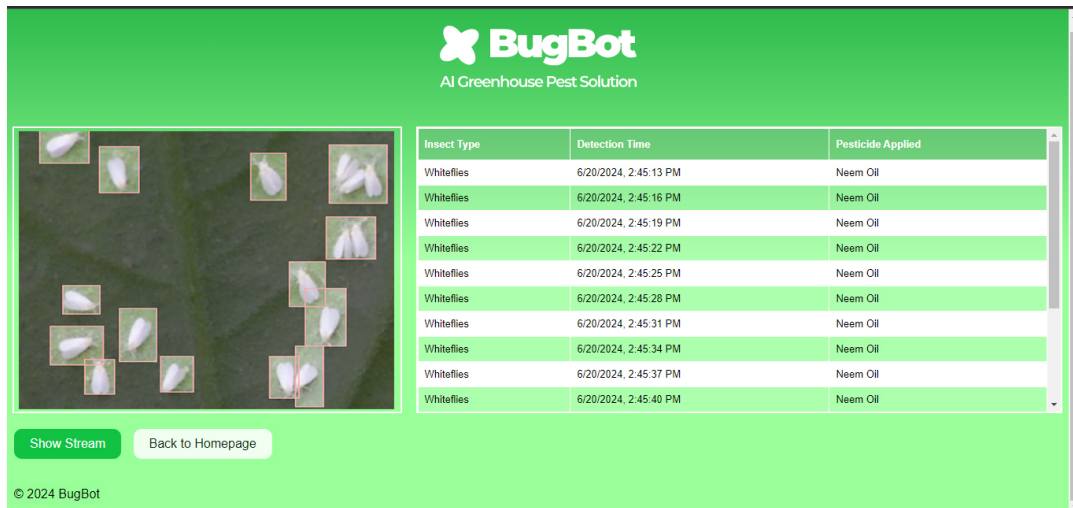 BugBot
AI Greenhouse Pest Solution
Insect Type Detection Time Pesticide Applied
Whiteflies 6/20/2024, 2:45:13 PM Neem Oil
Whiteflies 6/20/2024, 2:45:16 PM Neem Oil
Whiteflies 6/20/2024, 2:45:19 PM Neem Oil
Whiteflies 6/20/2024, 2:45:22 PM Neem Oil
Whiteflies 6/20/2024, 2:45:25 PM Neem Oil
Whiteflies 6/20/2024, 2:45:28 PM Neem Oil
Whiteflies 6/20/2024, 2:45:31 PM Neem Oil
Whiteflies 6/20/2024, 2:45:34 PM Neem Oil
Whiteflies 6/20/2024, 2:45:37 PM Neem Oil
Whiteflies 6/20/2024, 2:45:40 PM Neem Oil
Show Stream Back to Homepage
© 2024 BugBot